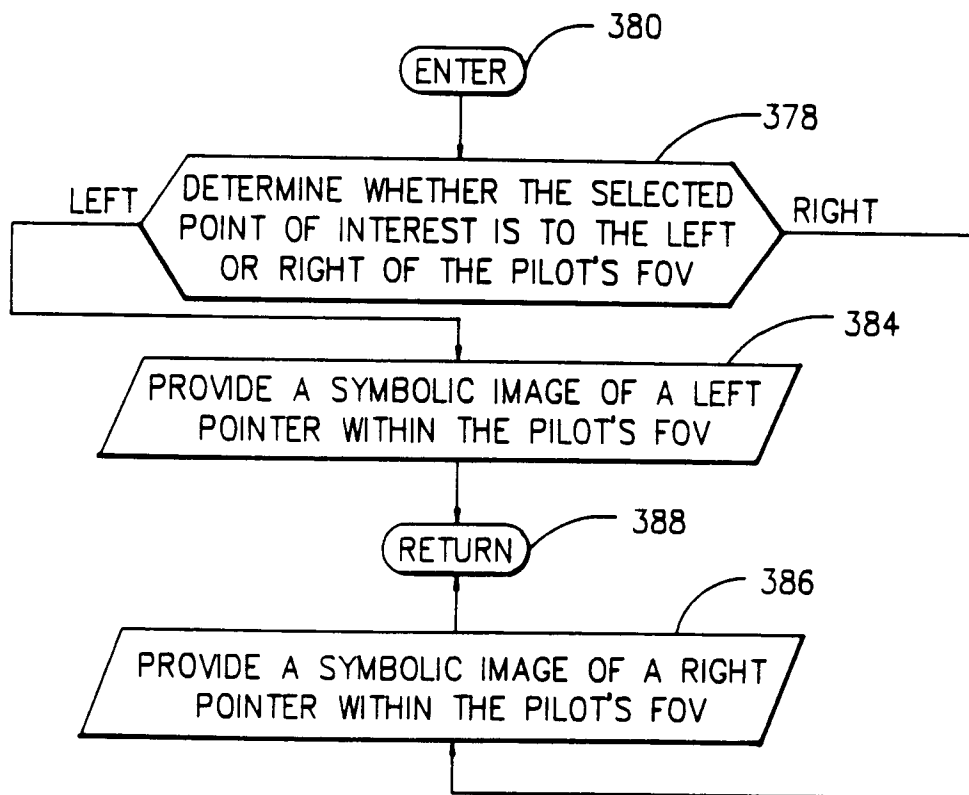 380
ENTER
378
LEFT
DETERMINE WHETHER THE SELECTED
POINT OF INTEREST IS TO THE LEFT
OR RIGHT OF THE PILOT'S FOV
RIGHT
384
PROVIDE A SYMBOLIC IMAGE OF A LEFT
POINTER WITHIN THE PILOT'S FOV
388
RETURN
386
PROVIDE A SYMBOLIC IMAGE OF A RIGHT
POINTER WITHIN THE PILOT'S FOV